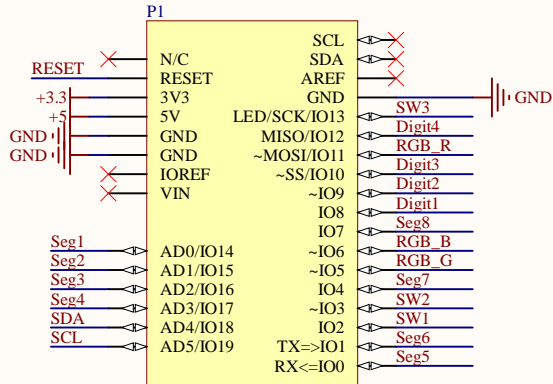 P1
SCL
N/C SDA
RESET RESET AREF
+3.3 3V3 GND GND
+5 5V LED/SCK/IO13 SW3
GND GND MISO/IO12 Digit4
GND GND ~MOSI/IO11 RGB_R
IOREF ~SS/IO10 Digit3
VIN ~IO9 Digit2
IO8 Digit1
IO7 Seg8
Seg1 AD0/IO14 ~IO6 RGB_B
Seg2 AD1/IO15 ~IO5 RGB_G
Seg3 AD2/IO16 IO4 Seg7
Seg4 AD3/IO17 ~IO3 SW2
SDA AD4/IO18 IO2 SW1
SCL AD5/IO19 TX=>IO1 Seg6
RX<=IO0 Seg5